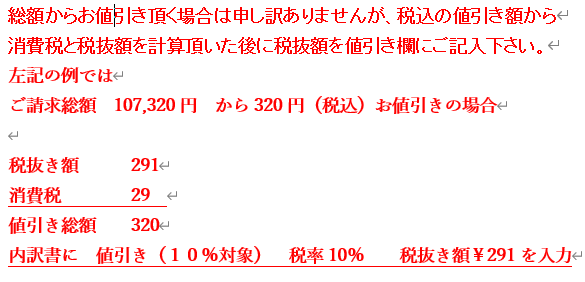 総額からお値引き頂く場合は申し訳ありませんが、税込の値引き額から
消費税と税抜額を計算頂いた後に税抜額を値引き欄にご記入下さい。
左記の例では
ご請求総額　107,320 円　から 320 円（税込）お値引きの場合
税抜き額　　　291
消費税　　　　29
値引き総額　　320
内訳書に　値引き（１０％対象）　税率 10%　　税抜き額￥291 を入力